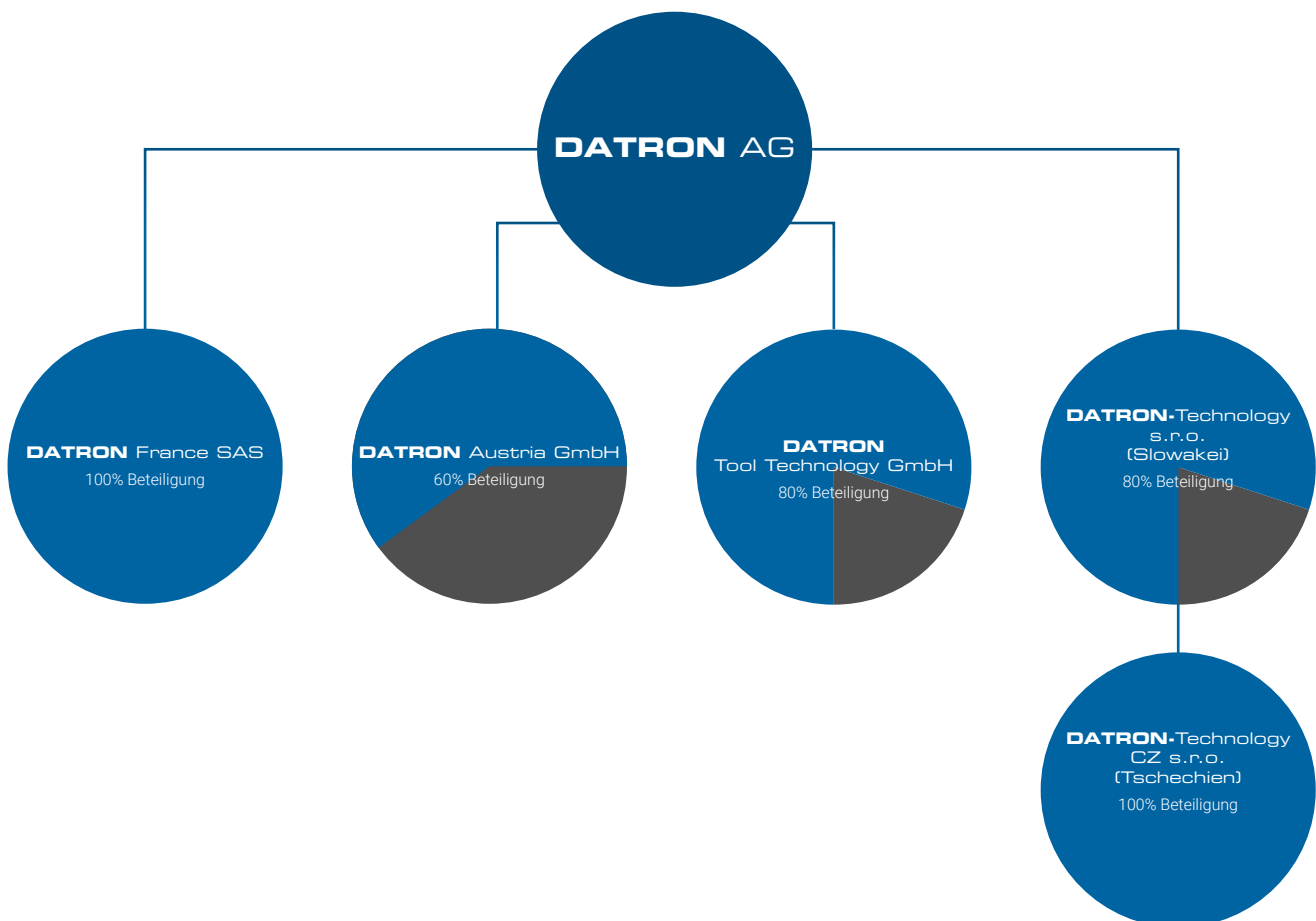 DATRON AG
DATRON France SAS
100% Beteiligung
DATRON Austria GmbH
60% Beteiligung
DATRON
Tool Technology GmbH
80% Beteiligung
DATRON-Technology
s.r.o.
(Slowakei)
80% Beteiligung
DATRON-Technology
CZ s.r.o.
(Tschechien)
100% Beteiligung